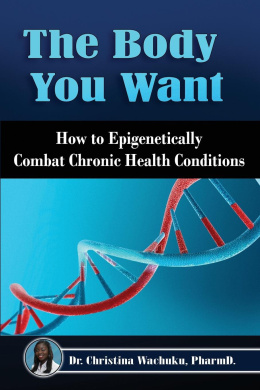 The Body
You Want
How to Epigenetically
Combat Chronic Health Conditions
Dr. Christina Wachuku, PharmD.